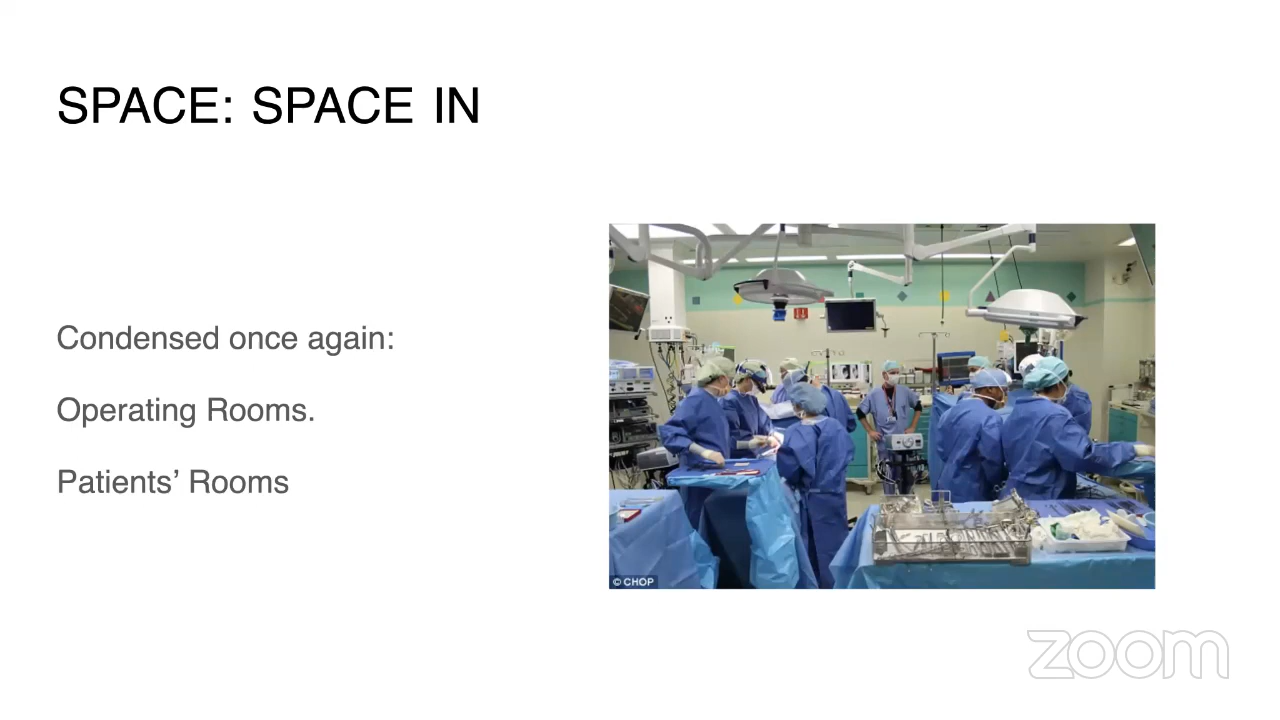 SPACE: SPACE IN
Condensed once again:
Operating Rooms.
Patients’ Rooms
© CHOP
zoom